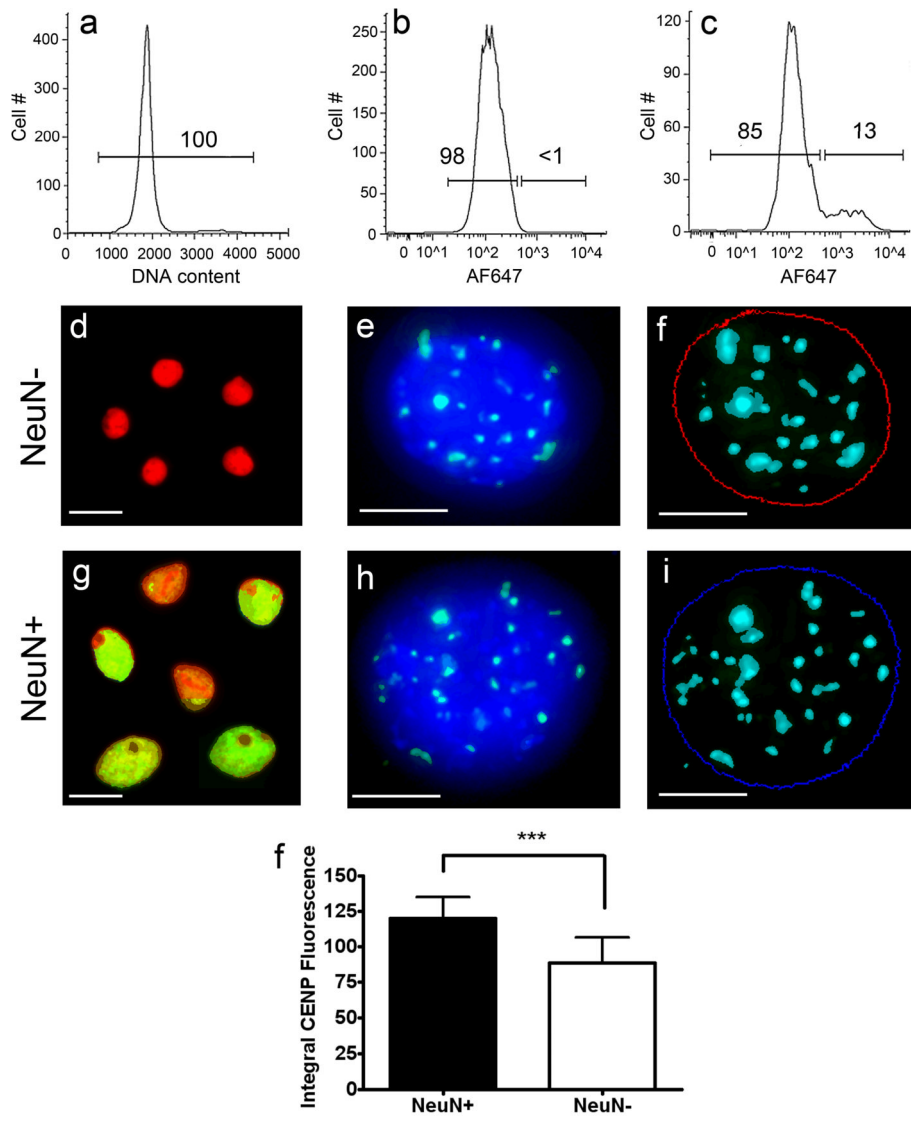 a
Cell #
400
300
200
100
0
100
0 1000 2000 3000 4000 5000
DNA content
b
Cell #
250
200
150
100
50
0
98 <1
0 10^1 10^2 10^3 10^4
AF647
c
Cell #
120
90
60
30
0
85 13
0 10^1 10^2 10^3 10^4
AF647
NeuN-
d
e
f
NeuN+
g
h
i
f
***
Integral CENP Fluorescence
150
125
100
75
50
25
0
NeuN+ NeuN-